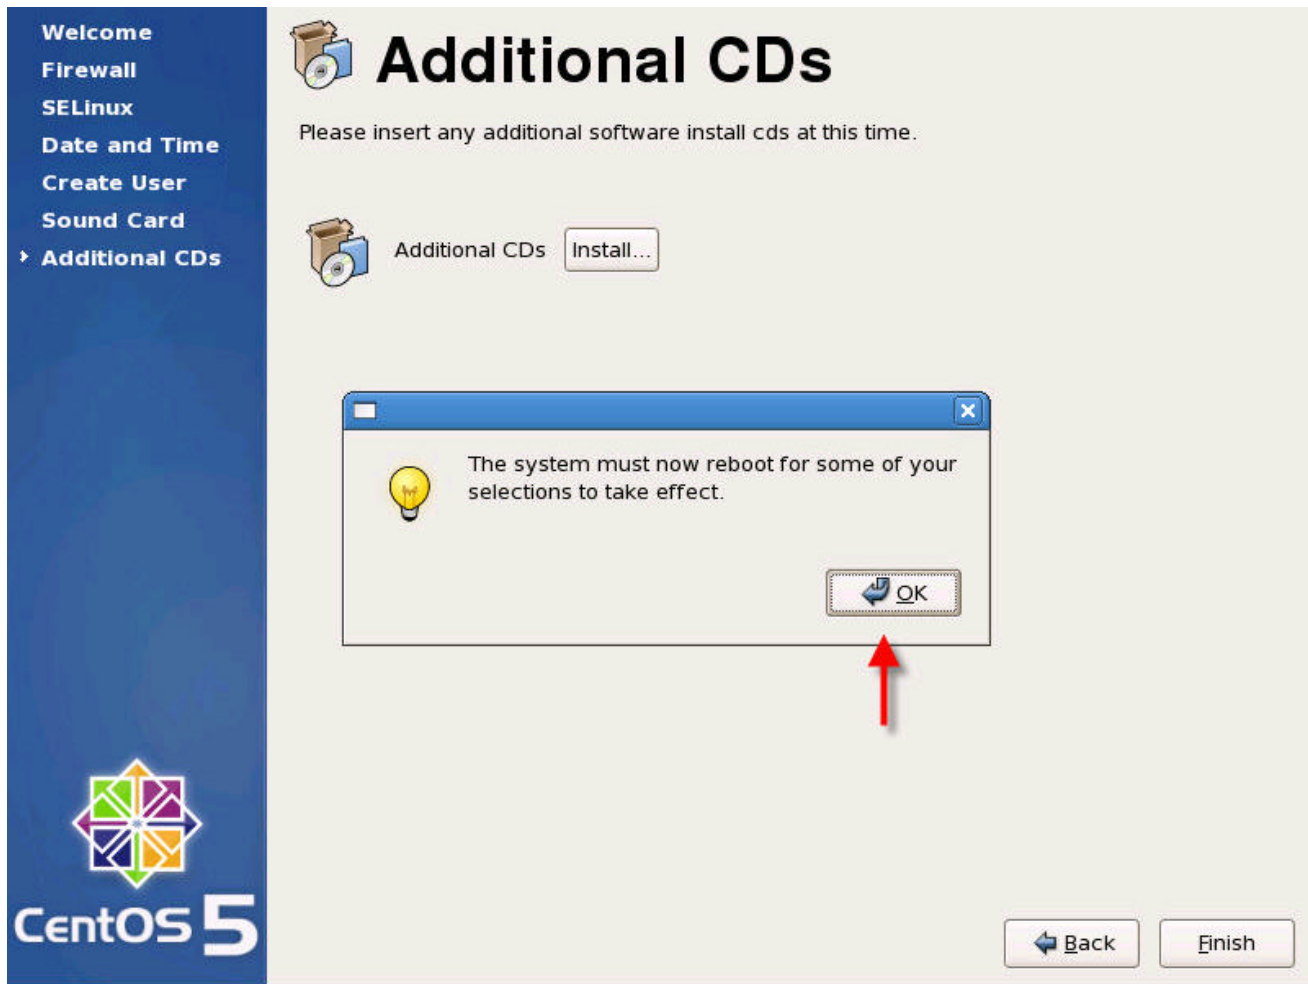 Welcome
Firewall
SELinux
Date and Time
Create User
Sound Card
Additional CDs
Additional CDs
Please insert any additional software install cds at this time.
Additional CDs Install...
The system must now reboot for some of your
selections to take effect.
OK
CentOS 5
Back Finish